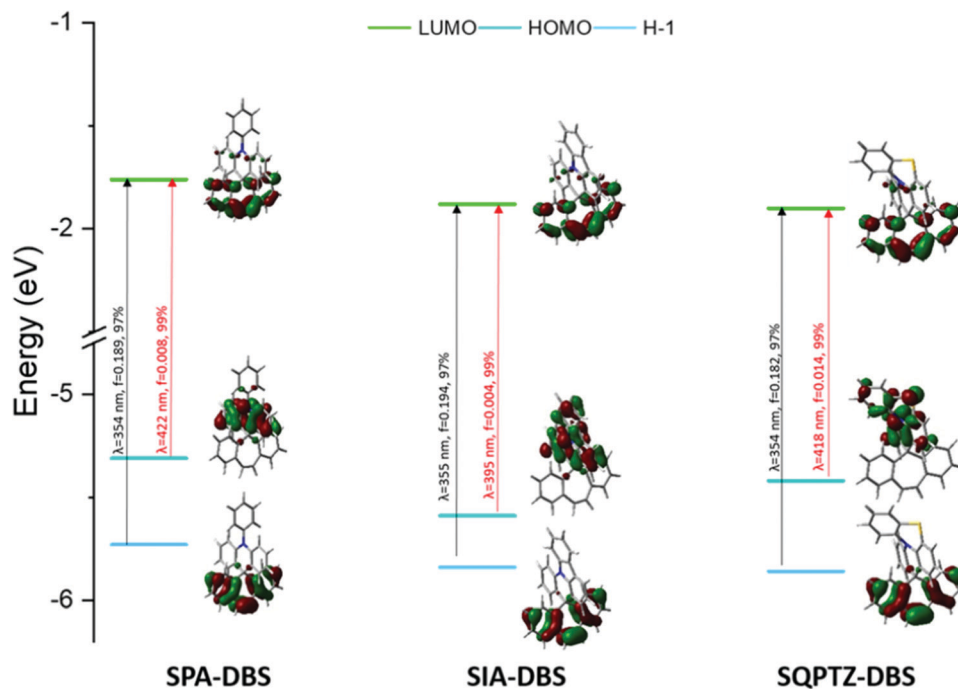 LUMO HOMO H-1
Energy (eV)
-1
-2
-5
-6
λ=354 nm, f=0.189, 97%
λ=422 nm, f=0.008, 99%
λ=355 nm, f=0.194, 97%
λ=395 nm, f=0.004, 99%
λ=354 nm, f=0.182, 97%
λ=418 nm, f=0.014, 99%
SPA-DBS SIA-DBS SQPTZ-DBS